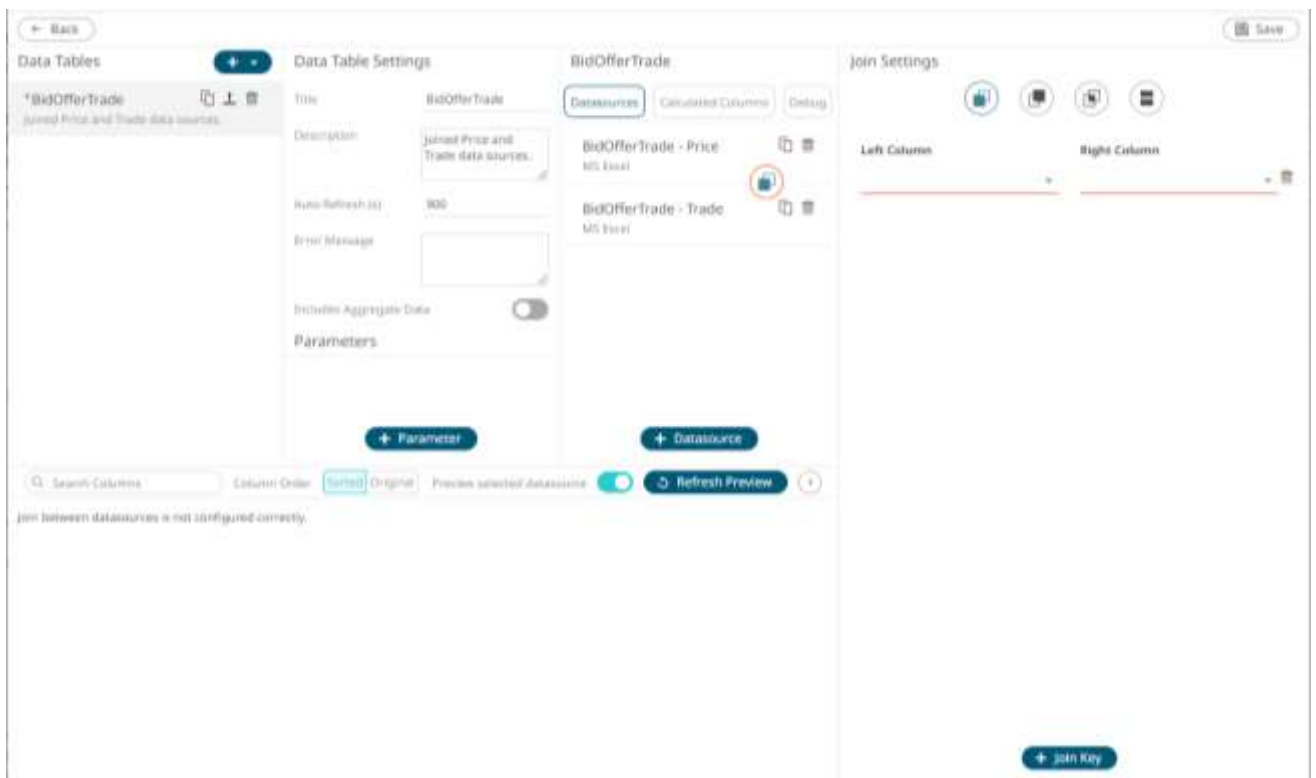 ← Back
Save
Data Tables
Data Table Settings
BidOfferTrade
Join Settings
*BidOfferTrade
Joined Price and Trade data sources.
Title
BidOfferTrade
Description
Joined Price and
Trade data sources.
Auto Refresh (s)
900
Error Message
Includes Aggregate Data
Parameters
+ Parameter
Datasources
Calculated Columns
Debug
BidOfferTrade - Price
MS Excel
BidOfferTrade - Trade
MS Excel
+ Datasource
Left Column
Right Column
Search Columns
Column Order
Sorted
Original
Preview selected datasource
Refresh Preview
Join between datasources is not configured correctly.
+ Join Key